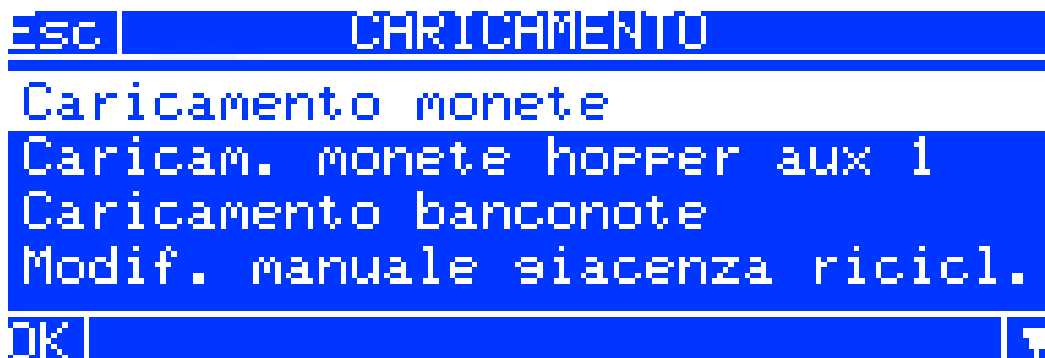 Esc CARICAMENTO
Caricamento monete
Caricam. monete hopper aux 1
Caricamento banconote
Modif. manuale giacenza ricicl.
OK